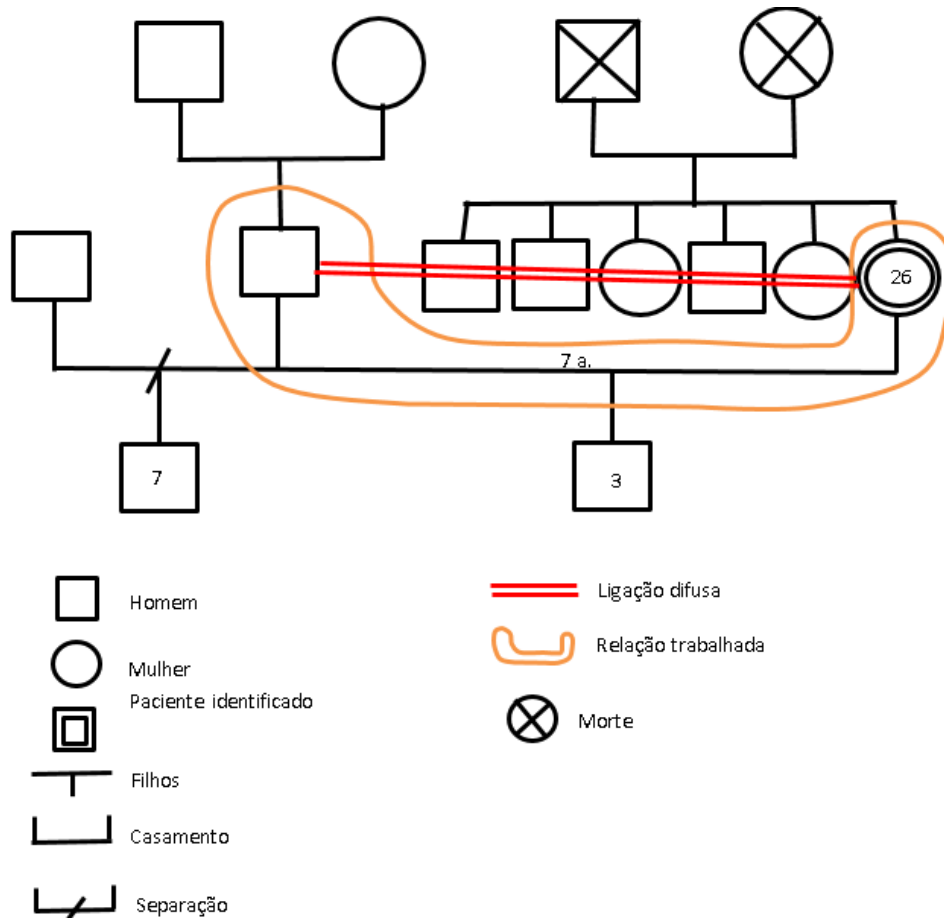 26
7 a.
7
3
Homem
Mulher
Paciente identificado
Filhos
Casamento
Separação
Ligação difusa
Relação trabalhada
Morte